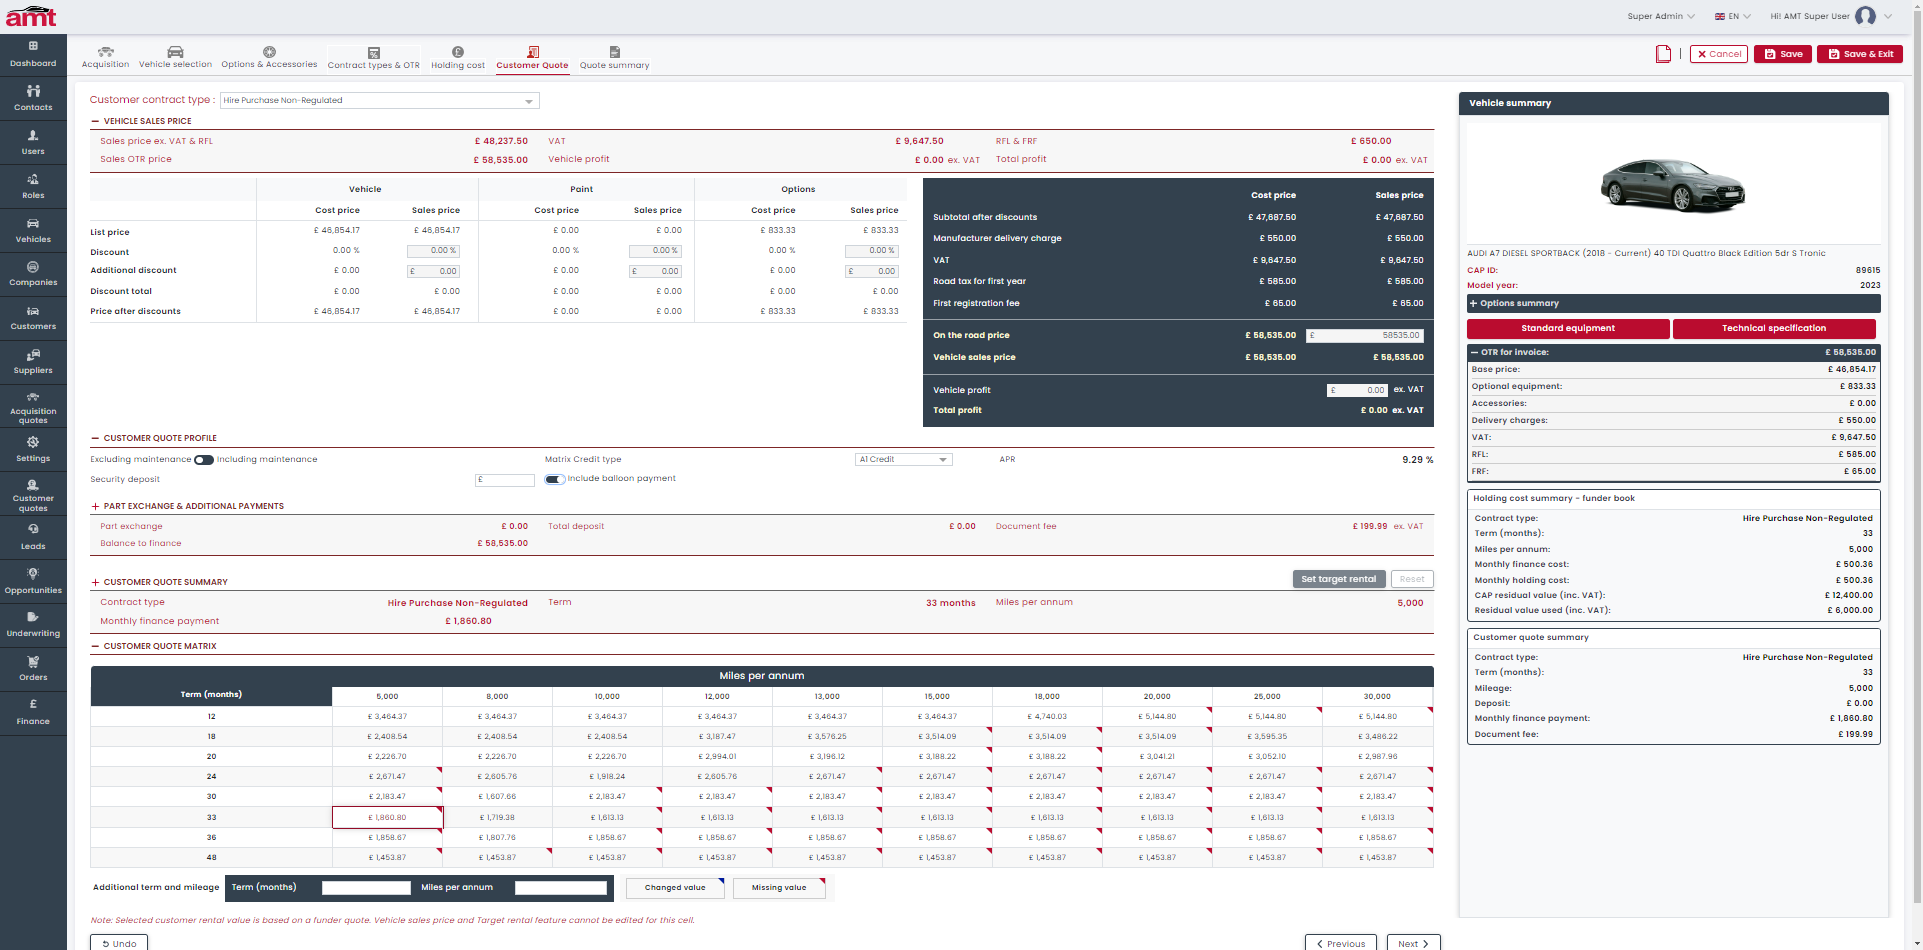 amt
Super Admin EN Hi! AMT Super User
Dashboard
Contacts
Users
Roles
Vehicles
Companies
Customers
Suppliers
Acquisition
quotes
Settings
Customer
quotes
Leads
Opportunities
Underwriting
Orders
Finance
Acquisition Vehicle selection Options & Accessories Contract types & OTR Holding cost Customer Quote Quote summary
Cancel Save Save & Exit
Customer contract type : Hire Purchase Non-Regulated
VEHICLE SALES PRICE
Sales price ex. VAT & RFL £ 48,237.50 VAT £ 9,647.50 RFL & FRF £ 650.00
Sales OTR price £ 58,535.00 Vehicle profit £ 0.00 ex. VAT Total profit £ 0.00 ex. VAT
Vehicle Paint Options
Cost price Sales price Cost price Sales price Cost price Sales price
List price £ 46,854.17 £ 46,854.17 £ 0.00 £ 0.00 £ 833.33 £ 833.33
Discount 0.00 % 0.00 % 0.00 % 0.00 % 0.00 % 0.00 %
Additional discount £ 0.00 £ 0.00 £ 0.00 £ 0.00 £ 0.00 £ 0.00
Discount total £ 0.00 £ 0.00 £ 0.00 £ 0.00 £ 0.00 £ 0.00
Price after discounts £ 46,854.17 £ 46,854.17 £ 0.00 £ 0.00 £ 833.33 £ 833.33
Cost price Sales price
Subtotal after discounts £ 47,687.50 £ 47,687.50
Manufacturer delivery charge £ 550.00 £ 550.00
VAT £ 9,647.50 £ 9,647.50
Road tax for first year £ 585.00 £ 585.00
First registration fee £ 65.00 £ 65.00
On the road price £ 58,535.00 £ 58535.00
Vehicle sales price £ 58,535.00 £ 58,535.00
Vehicle profit £ 0.00 ex. VAT
Total profit £ 0.00 ex. VAT
CUSTOMER QUOTE PROFILE
Excluding maintenance Including maintenance Matrix Credit type A1 Credit APR 9.29 %
Security deposit £ Include balloon payment
PART EXCHANGE & ADDITIONAL PAYMENTS
Part exchange £ 0.00 Total deposit £ 0.00 Document fee £ 199.99 ex. VAT
Balance to finance £ 58,535.00
CUSTOMER QUOTE SUMMARY Set target rental Reset
Contract type Hire Purchase Non-Regulated Term 33 months Miles per annum 5,000
Monthly finance payment £ 1,860.80
CUSTOMER QUOTE MATRIX
Miles per annum
Term (months) 5,000 8,000 10,000 12,000 13,000 15,000 18,000 20,000 25,000 30,000
12 £ 3,464.37 £ 3,464.37 £ 3,464.37 £ 3,464.37 £ 3,464.37 £ 3,464.37 £ 4,740.03 £ 5,144.80 £ 5,144.80 £ 5,144.80
18 £ 2,408.54 £ 2,408.54 £ 2,408.54 £ 3,187.47 £ 3,576.25 £ 3,514.09 £ 3,514.09 £ 3,514.09 £ 3,595.35 £ 3,486.22
20 £ 2,226.70 £ 2,226.70 £ 2,226.70 £ 2,994.01 £ 3,196.12 £ 3,188.22 £ 3,188.22 £ 3,041.21 £ 3,052.10 £ 2,987.96
24 £ 2,671.47 £ 2,605.76 £ 1,918.24 £ 2,605.76 £ 2,671.47 £ 2,671.47 £ 2,671.47 £ 2,671.47 £ 2,671.47 £ 2,671.47
30 £ 2,183.47 £ 1,607.66 £ 2,183.47 £ 2,183.47 £ 2,183.47 £ 2,183.47 £ 2,183.47 £ 2,183.47 £ 2,183.47 £ 2,183.47
33 £ 1,860.80 £ 1,719.38 £ 1,613.13 £ 1,613.13 £ 1,613.13 £ 1,613.13 £ 1,613.13 £ 1,613.13 £ 1,613.13 £ 1,613.13
36 £ 1,858.67 £ 1,807.76 £ 1,858.67 £ 1,858.67 £ 1,858.67 £ 1,858.67 £ 1,858.67 £ 1,858.67 £ 1,858.67 £ 1,858.67
48 £ 1,453.87 £ 1,453.87 £ 1,453.87 £ 1,453.87 £ 1,453.87 £ 1,453.87 £ 1,453.87 £ 1,453.87 £ 1,453.87 £ 1,453.87
Additional term and mileage Term (months) Miles per annum Changed value Missing value
Note: Selected customer rental value is based on a funder quote. Vehicle sales price and Target rental feature cannot be edited for this cell.
Undo Previous Next
Vehicle summary
AUDI A7 DIESEL SPORTBACK (2018 - Current) 40 TDI Quattro Black Edition 5dr S Tronic
CAP ID: 89615
Model year: 2023
Options summary
Standard equipment Technical specification
OTR for invoice: £ 58,535.00
Base price: £ 46,854.17
Optional equipment: £ 833.33
Accessories: £ 0.00
Delivery charges: £ 550.00
VAT: £ 9,647.50
RFL: £ 585.00
FRF: £ 65.00
Holding cost summary - funder book
Contract type: Hire Purchase Non-Regulated
Term (months): 33
Miles per annum: 5,000
Monthly finance cost: £ 500.36
Monthly holding cost: £ 500.36
CAP residual value (inc. VAT): £ 12,400.00
Residual value used (inc. VAT): £ 6,000.00
Customer quote summary
Contract type: Hire Purchase Non-Regulated
Term (months): 33
Mileage: 5,000
Deposit: £ 0.00
Monthly finance payment: £ 1,860.80
Document fee: £ 199.99